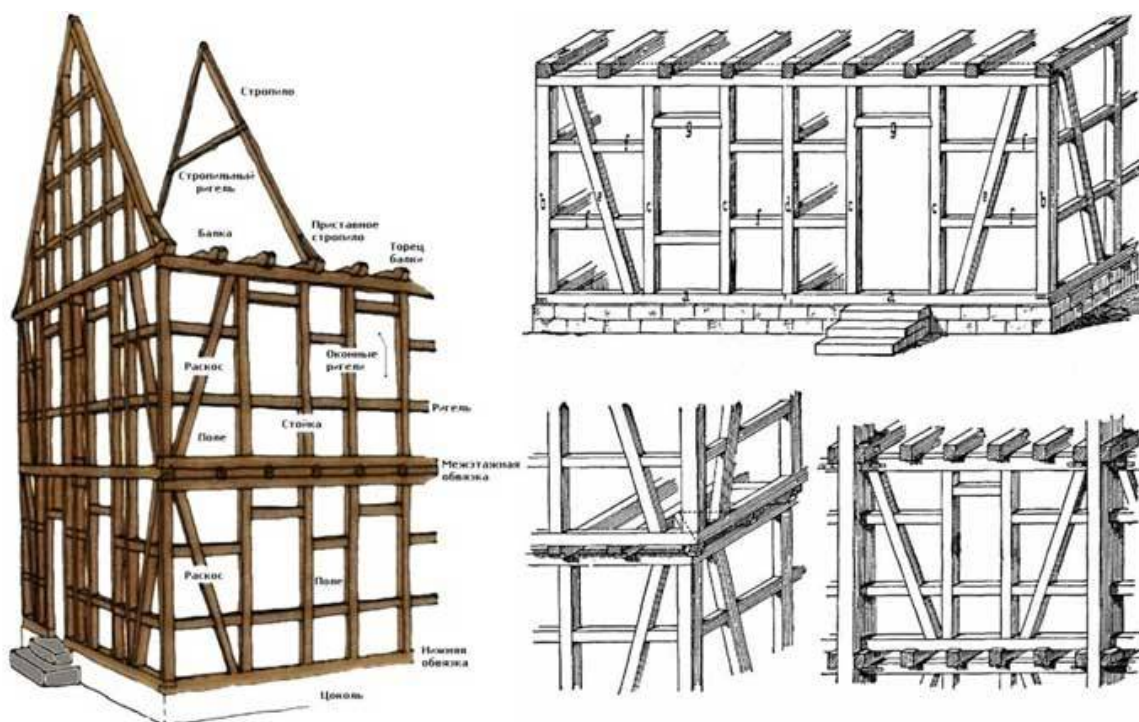 Стропило
Стропильный
ригель
Балка
Приставное
стропило
Торец
балки
Раскос
Оконные
ригели
Ригель
Стойка
Поле
Межэтажная
обвязка
Раскос
Поле
Нижняя
обвязка
Цоколь
g
g
f
f
f
f
f
a
a